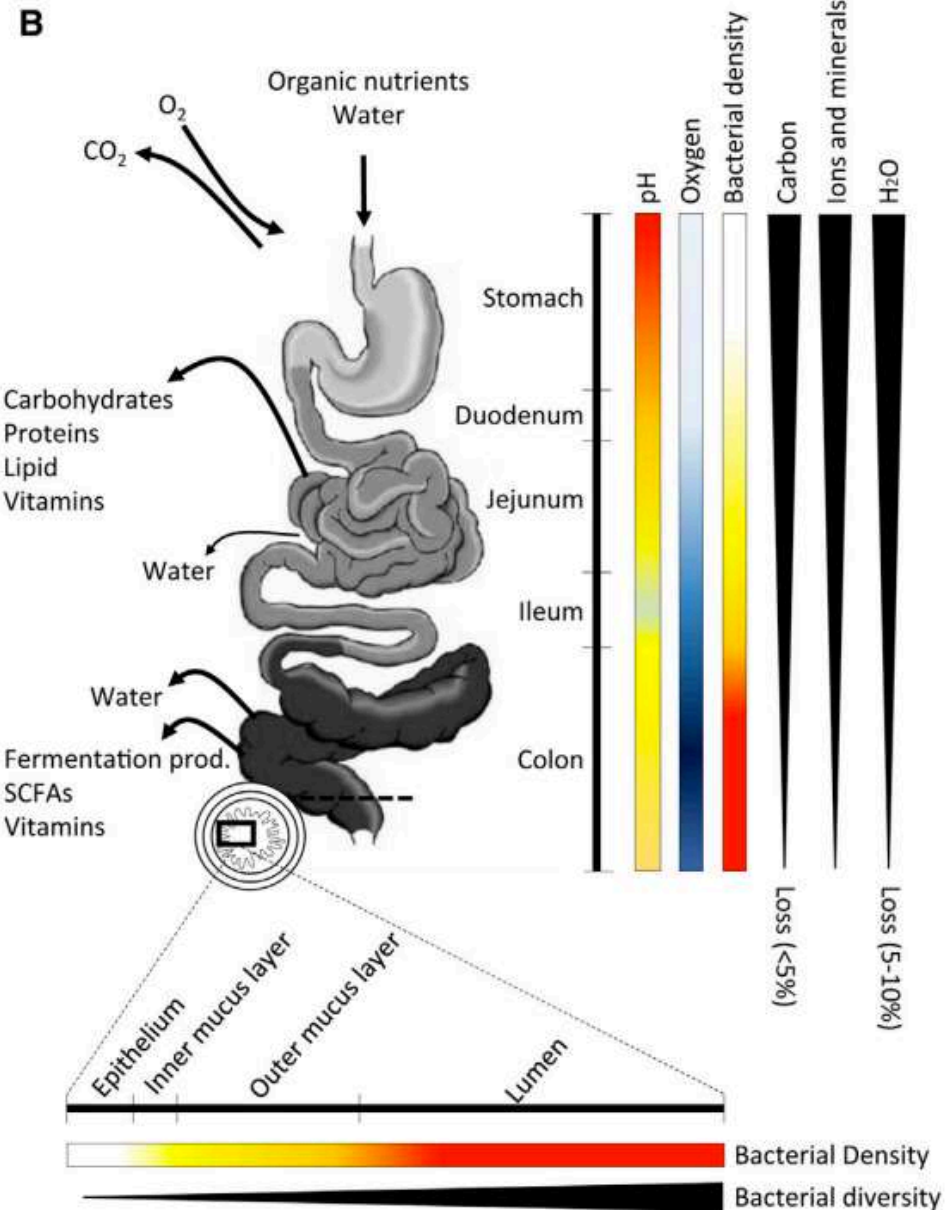 B
Organic nutrients
Water
O₂
CO₂
pH
Oxygen
Bacterial density
Carbon
Ions and minerals
H₂O
Stomach
Duodenum
Jejunum
Ileum
Colon
Carbohydrates
Proteins
Lipid
Vitamins
Water
Water
Fermentation prod.
SCFAs
Vitamins
Loss (<5%)
Loss (5-10%)
Epithelium
Inner mucus layer
Outer mucus layer
Lumen
Bacterial Density
Bacterial diversity